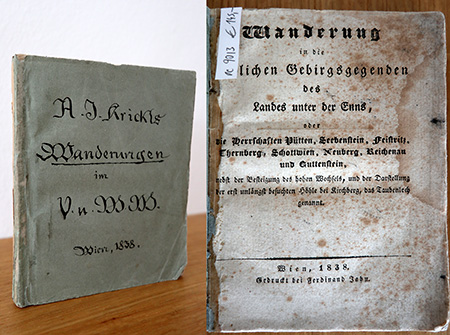 A. J. Krickls
Wanderungen
im
V. u. W W.
Wien, 1838.
€ 145,-
Wanderung
in die
lichen Gebirgsgegenden
des
Landes unter der Enns,
oder
die Herrschaften Pütten, Seebenstein, Feistritz,
Thernberg, Schottwien, Neuberg, Reichenau
und Guttenstein,
nebst der Besteigung des hohen Wechsels, und der Darstellung
der erst unlängst besuchten Höhle bei Kirchberg, das Taubenloch
genannt.
Wien, 1838.
Gedruckt bei Ferdinand Jahn.